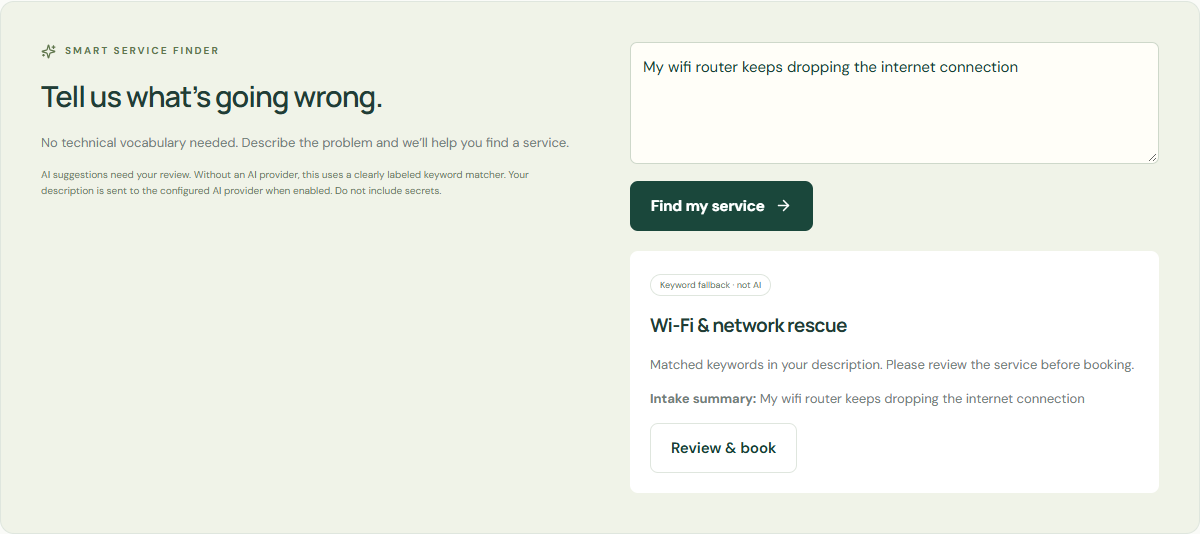 SMART SERVICE FINDER
Tell us what’s going wrong.
No technical vocabulary needed. Describe the problem and we’ll help you find a service.
AI suggestions need your review. Without an AI provider, this uses a clearly labeled keyword matcher. Your
description is sent to the configured AI provider when enabled. Do not include secrets.
My wifi router keeps dropping the internet connection
Find my service
Keyword fallback · not AI
Wi-Fi & network rescue
Matched keywords in your description. Please review the service before booking.
Intake summary: My wifi router keeps dropping the internet connection
Review & book